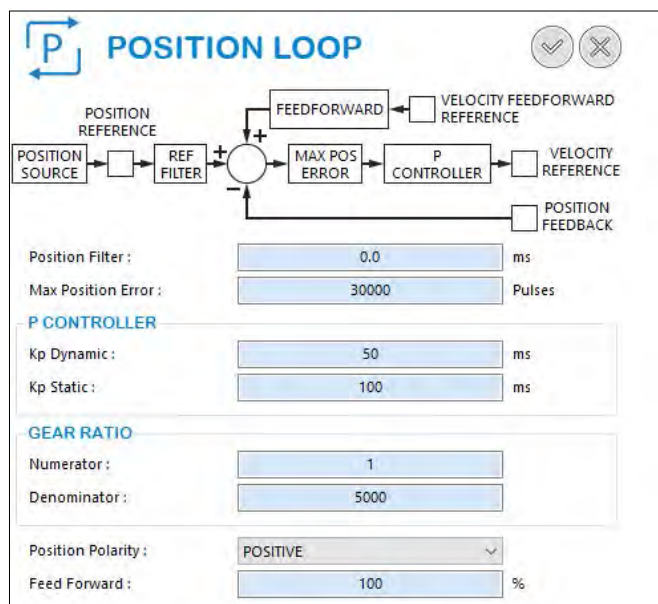 P POSITION LOOP
FEEDFORWARD
VELOCITY FEEDFORWARD
REFERENCE
POSITION
REFERENCE
+
POSITION
SOURCE
REF
FILTER
+
MAX POS
ERROR
P
CONTROLLER
VELOCITY
REFERENCE
−
POSITION
FEEDBACK
Position Filter : 0.0 ms
Max Position Error : 30000 Pulses
P CONTROLLER
Kp Dynamic : 50 ms
Kp Static : 100 ms
GEAR RATIO
Numerator : 1
Denominator : 5000
Position Polarity : POSITIVE
Feed Forward : 100 %